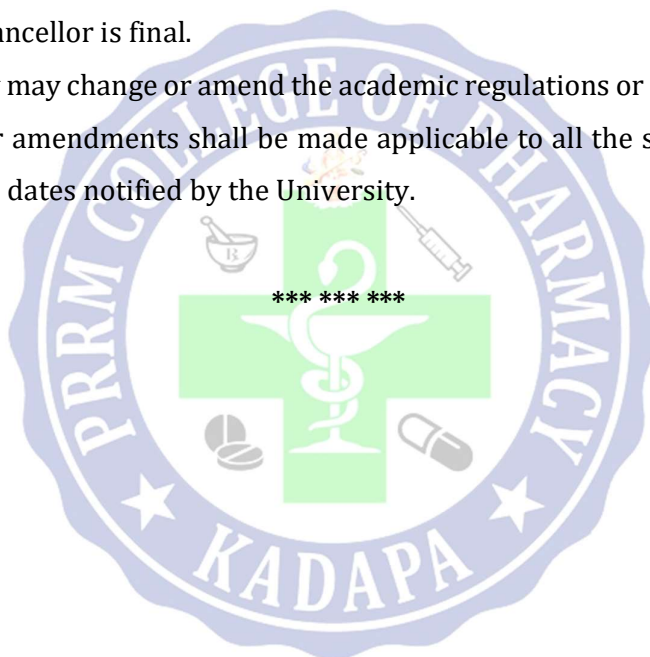 ancellor is final.
may change or amend the academic regulations or
amendments shall be made applicable to all the s
dates notified by the University.
*** *** ***
PRRM COLLEGE OF PHARMACY
KADAPA